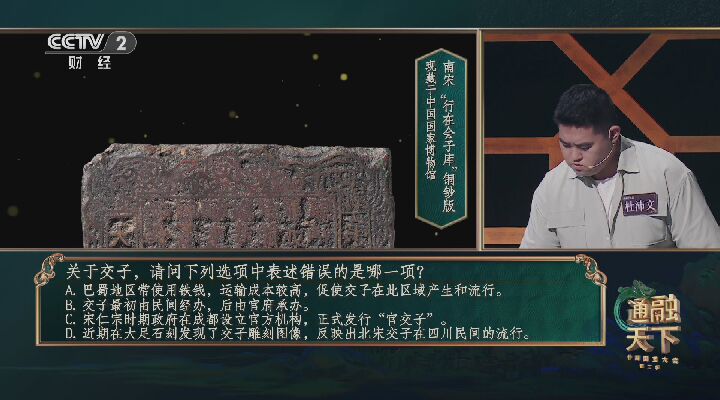 CCTV 2
财经
南宋 “行在会子库”铜钞版
现藏于中国国家博物馆
杜沛文
关于交子，请问下列选项中表述错误的是哪一项？
A. 巴蜀地区带使用铁钱，运输成本较高，促使交子在此区域产生和流行。
B. 交子最初由民间经办，后由官府承办。
C. 宋仁宗时期政府在成都设立官方机构，正式发行“官交子”。
D. 近期在大足石刻发现了交子雕刻图像，反映出北宋交子在四川民间的流行。
通融
天下